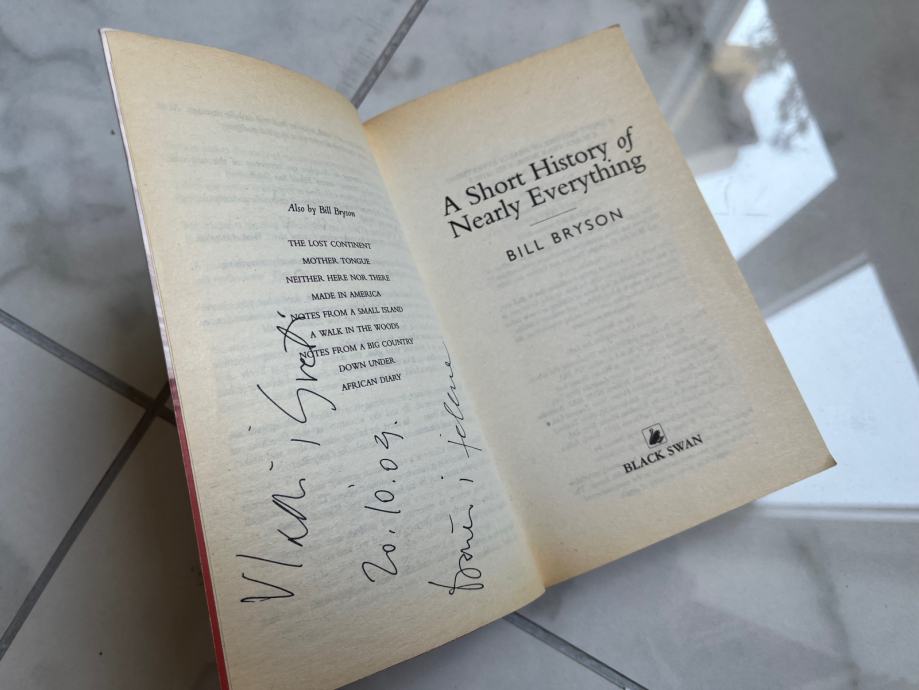 Also by Bill Bryson
THE LOST CONTINENT
MOTHER TONGUE
NEITHER HERE NOR THERE
MADE IN AMERICA
NOTES FROM A SMALL ISLAND
A WALK IN THE WOODS
NOTES FROM A BIG COUNTRY
DOWN UNDER
AFRICAN DIARY
20.10.09.
A Short History of
Nearly Everything
BILL BRYSON
BLACK SWAN